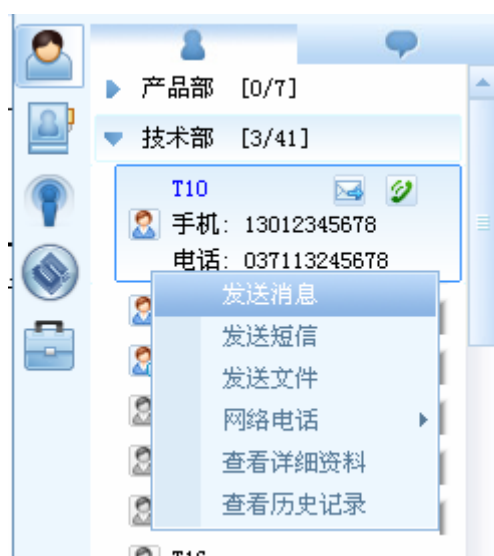 产品部 [0/7]
技术部 [3/41]
T10
手机: 13012345678
电话: 037113245678
发送消息
发送短信
发送文件
网络电话
查看详细资料
查看历史记录